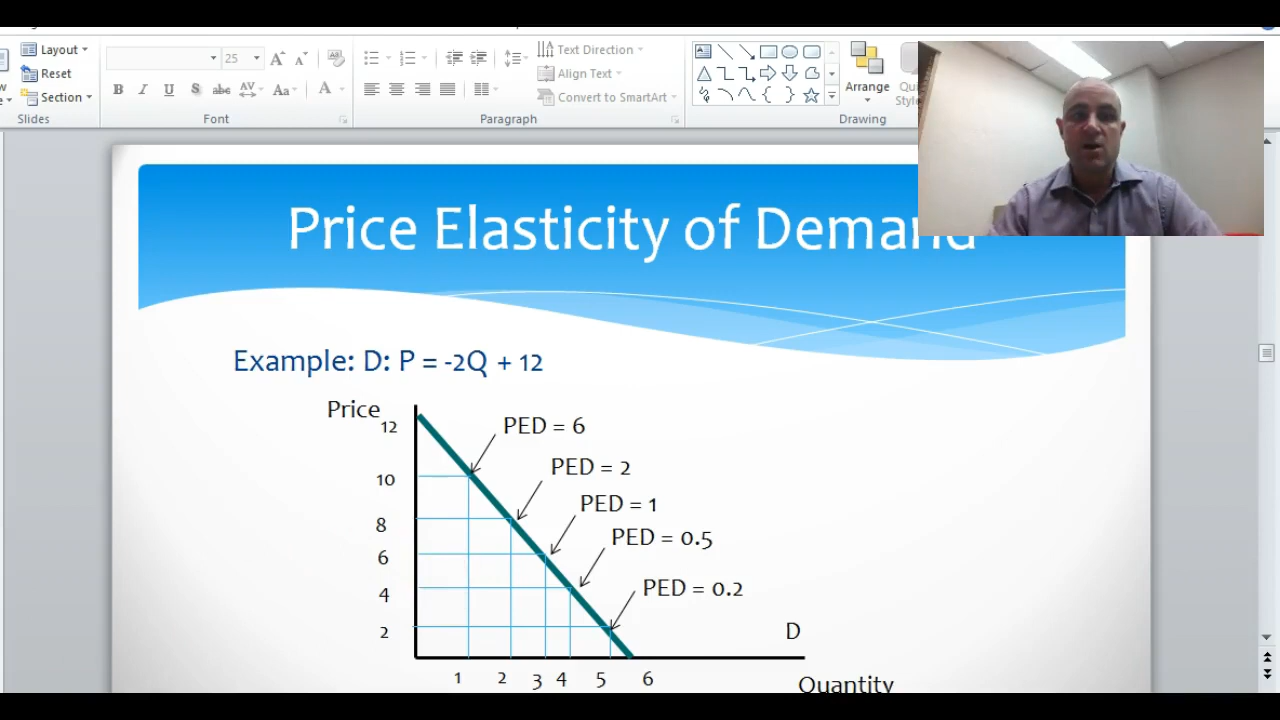 Layout
Reset
Section
Slides
25
B I U S abc AV Aa A
Font
Text Direction
Align Text
Convert to SmartArt
Paragraph
Arrange
Drawing
Price Elasticity of Demand
Example: D: P = -2Q + 12
Price
12
PED = 6
PED = 2
10
PED = 1
8
PED = 0.5
6
PED = 0.2
4
2
D
1 2 3 4 5 6
Quantity